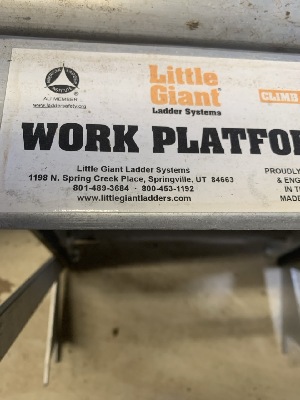 ALI MEMBER
www.laddersafety.org
Little
Giant
Ladder Systems
CLIMB
WORK PLATFO
Little Giant Ladder Systems
1198 N. Spring Creek Place, Springville, UT 84663
801-489-3684 · 800-453-1192
www.littlegiantladders.com
PROUDLY
& ENG
IN T
MADE